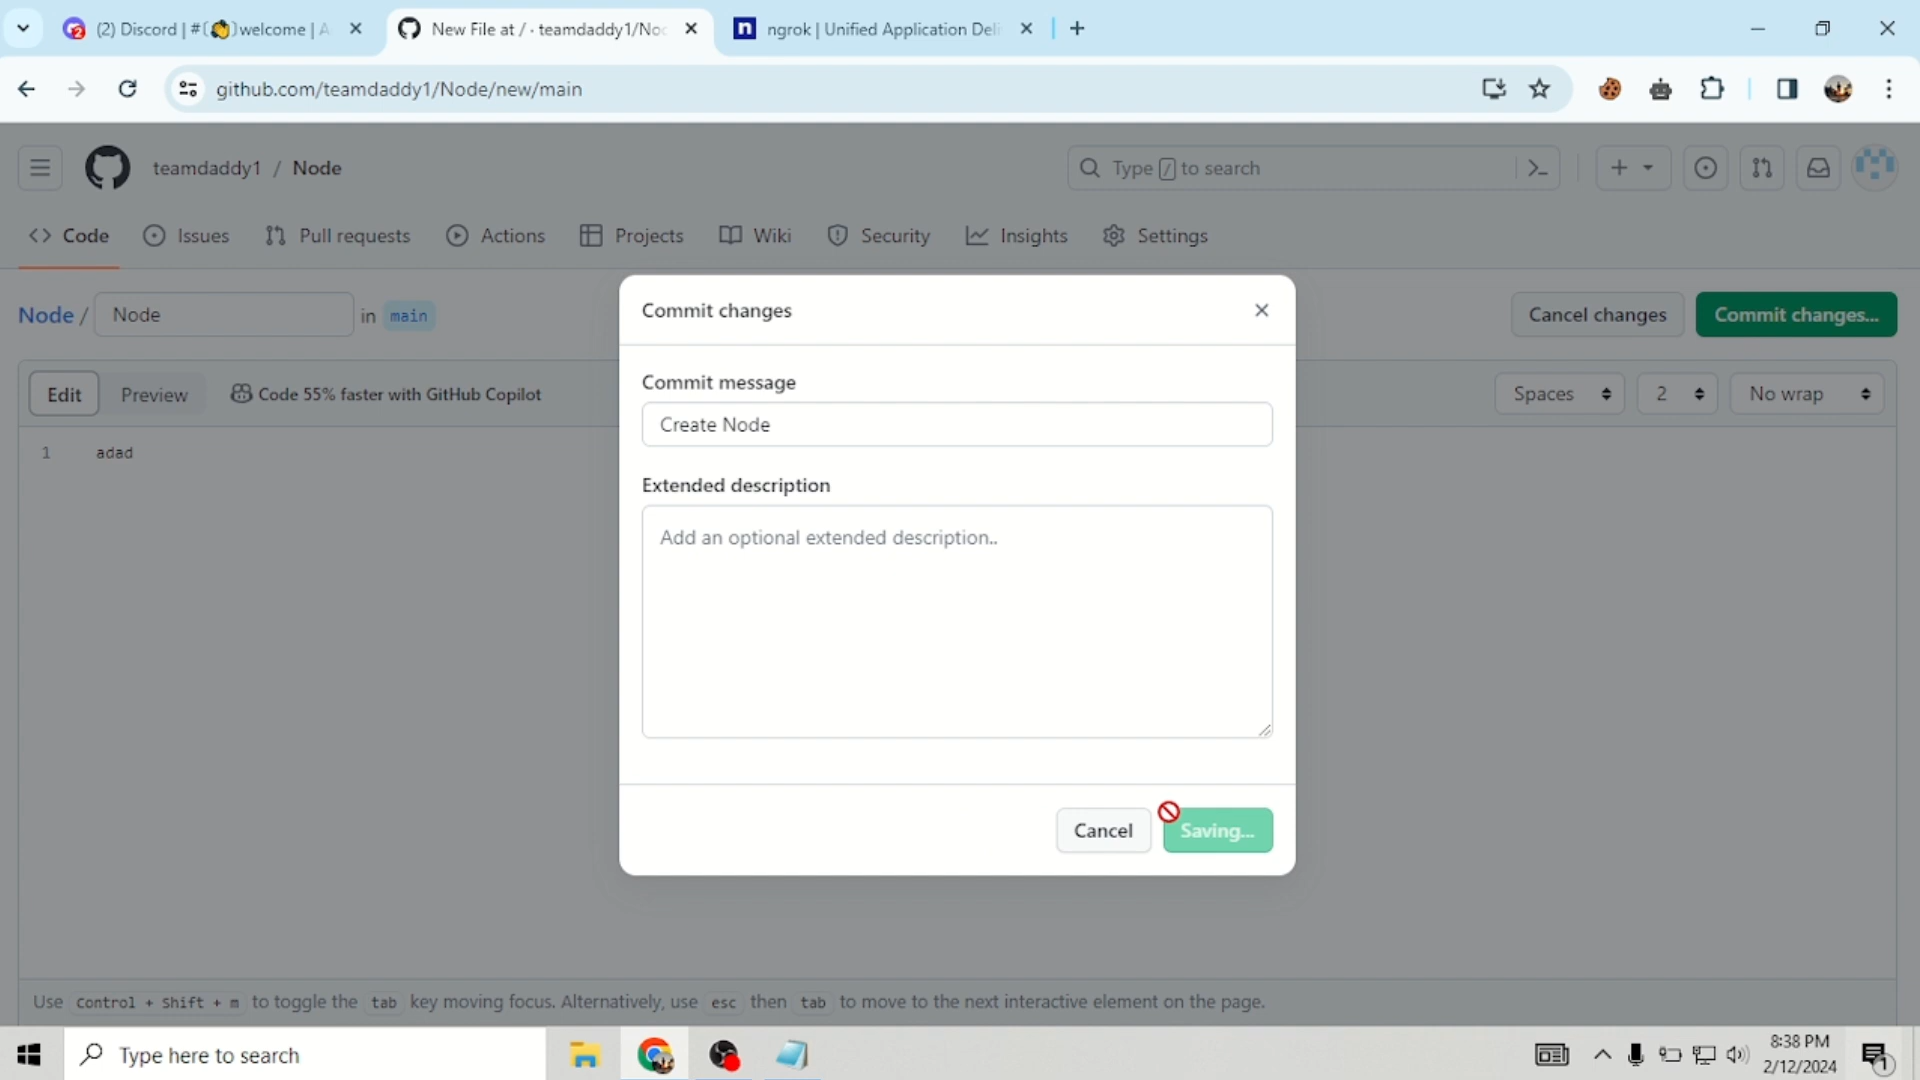 (2) Discord | #〔👏〕welcome | A
New File at / · teamdaddy1/Noc
ngrok | Unified Application Deli
github.com/teamdaddy1/Node/new/main
teamdaddy1 / Node
Type / to search
Code
Issues
Pull requests
Actions
Projects
Wiki
Security
Insights
Settings
Node / Node in main
Cancel changes
Commit changes...
Edit
Preview
Code 55% faster with GitHub Copilot
Spaces
2
No wrap
1 adad
Commit changes
Commit message
Create Node
Extended description
Add an optional extended description..
Cancel
Saving...
Use Control + Shift + m to toggle the tab key moving focus. Alternatively, use esc then tab to move to the next interactive element on the page.
Type here to search
8:38 PM
2/12/2024
1